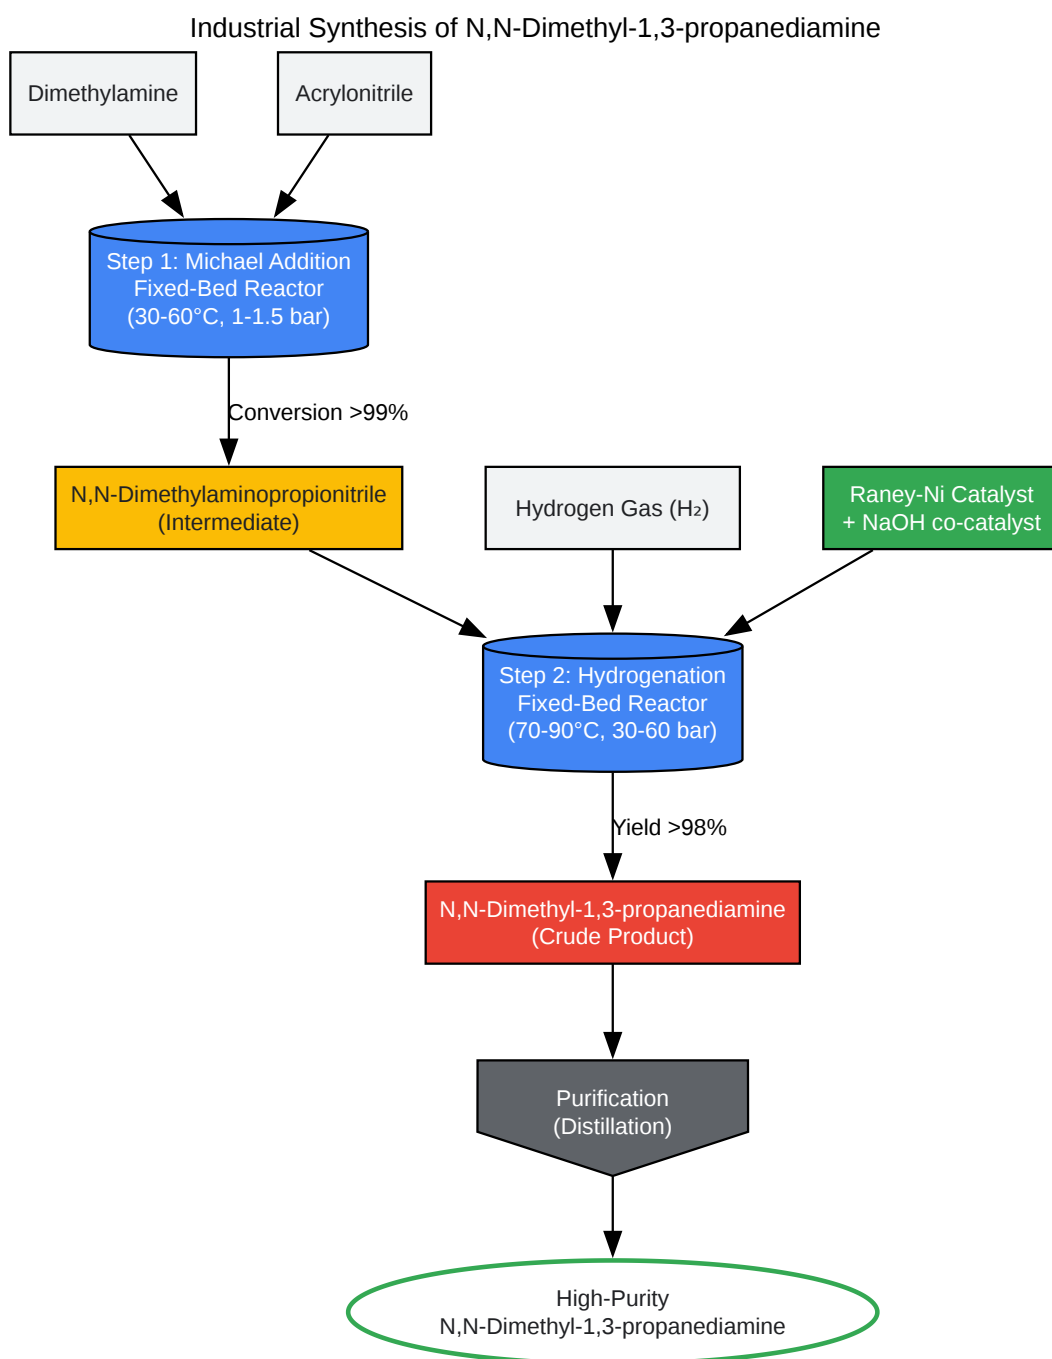 Industrial Synthesis of N,N-Dimethyl-1,3-propanediamine
Dimethylamine
Acrylonitrile
Step 1: Michael Addition
Fixed-Bed Reactor
(30-60°C, 1-1.5 bar)
Conversion >99%
N,N-Dimethylaminopropionitrile
(Intermediate)
Hydrogen Gas (H₂)
Raney-Ni Catalyst
+ NaOH co-catalyst
Step 2: Hydrogenation
Fixed-Bed Reactor
(70-90°C, 30-60 bar)
Yield >98%
N,N-Dimethyl-1,3-propanediamine
(Crude Product)
Purification
(Distillation)
High-Purity
N,N-Dimethyl-1,3-propanediamine